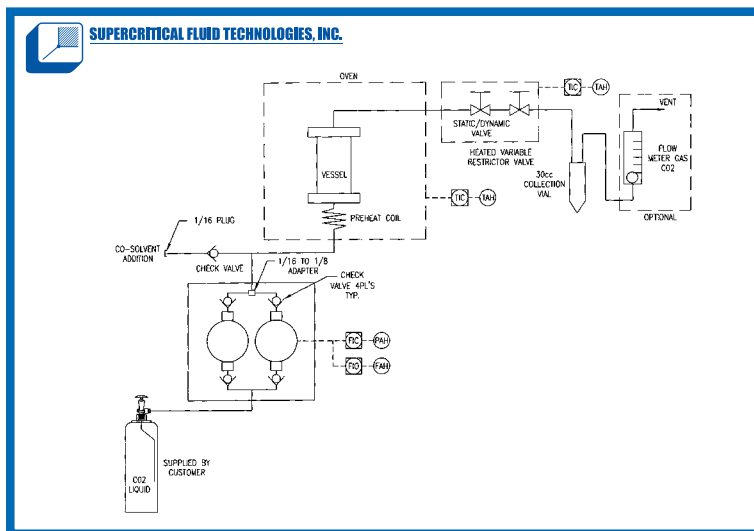 SUPERCRITICAL FLUID TECHNOLOGIES, INC.
OVEN
TIC
TAH
VENT
STATIC/DYNAMIC
VALVE
HEATED VARIABLE
RESTRICTOR VALVE
FLOW
METER GAS
CO2
30cc
COLLECTION
VIAL
OPTIONAL
VESSEL
TIC
TAH
PREHEAT COIL
1/16 PLUG
CO-SOLVENT
ADDITION
CHECK VALVE
1/16 TO 1/8
ADAPTER
CHECK
VALVE 4PL'S
TYP.
PAH
FAH
SUPPLIED BY
CUSTOMER
CO2
LIQUID